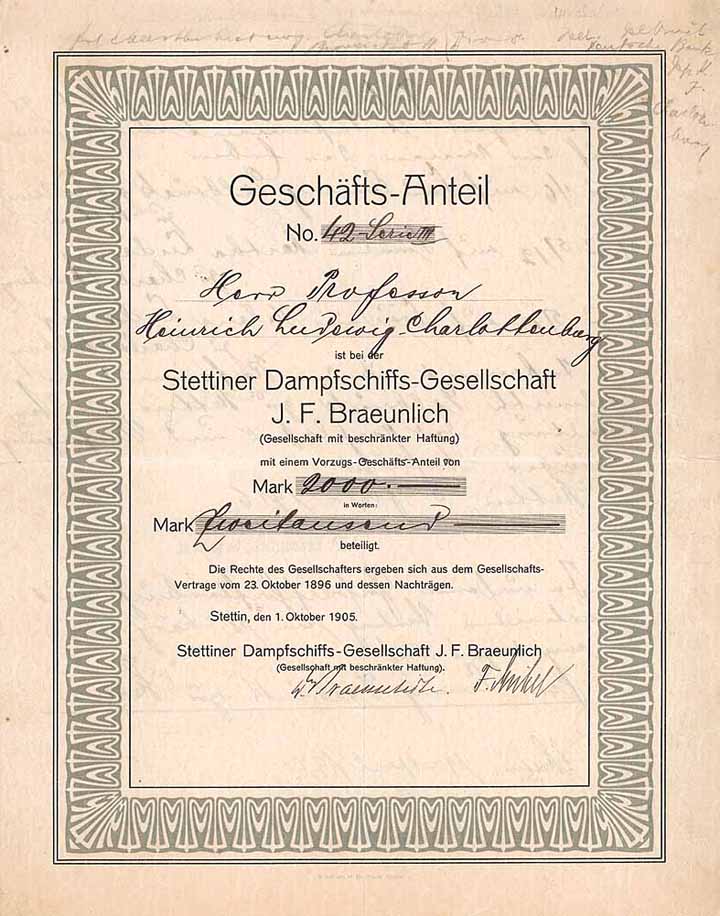 Geschäfts-Anteil
No. 42 Serie III
Herr Professor
Heinrich Ludewig Charlottenburg
ist bei der
Stettiner Dampfschiffs-Gesellschaft
J. F. Braeunlich
(Gesellschaft mit beschränkter Haftung)
mit einem Vorzugs-Geschäfts-Anteil von
Mark 2000.
in Worten:
Mark Zweitausend
beteiligt.
Die Rechte des Gesellschafters ergeben sich aus dem Gesellschafts-
Vertrage vom 23. Oktober 1896 und dessen Nachträgen.
Stettin, den 1. Oktober 1905.
Stettiner Dampfschiffs-Gesellschaft J. F. Braeunlich
(Gesellschaft mit beschränkter Haftung).